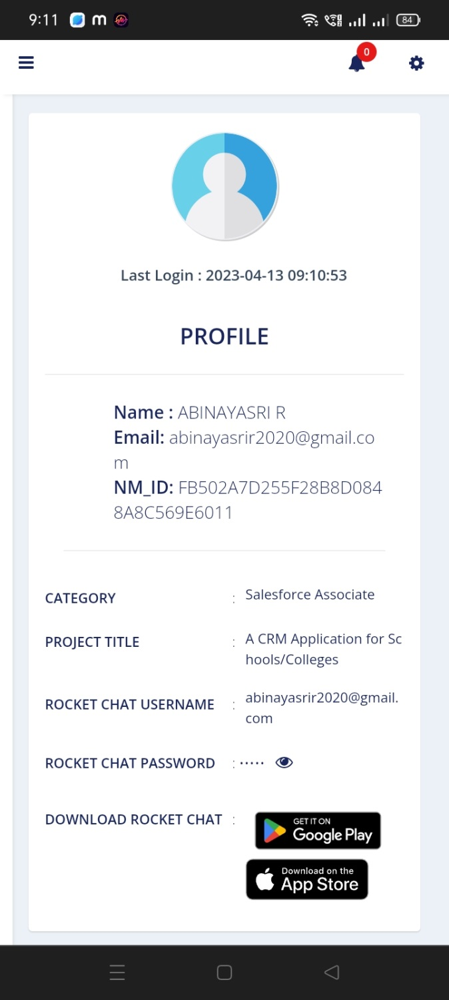 9:11 m 84
0
Last Login : 2023-04-13 09:10:53
PROFILE
Name : ABINAYASRI R
Email: abinayasrir2020@gmail.co
m
NM_ID: FB502A7D255F28B8D084
8A8C569E6011
CATEGORY : Salesforce Associate
PROJECT TITLE : A CRM Application for Sc
hools/Colleges
ROCKET CHAT USERNAME : abinayasrir2020@gmail.
com
ROCKET CHAT PASSWORD : ·····
DOWNLOAD ROCKET CHAT :
GET IT ON
Google Play
Download on the
App Store